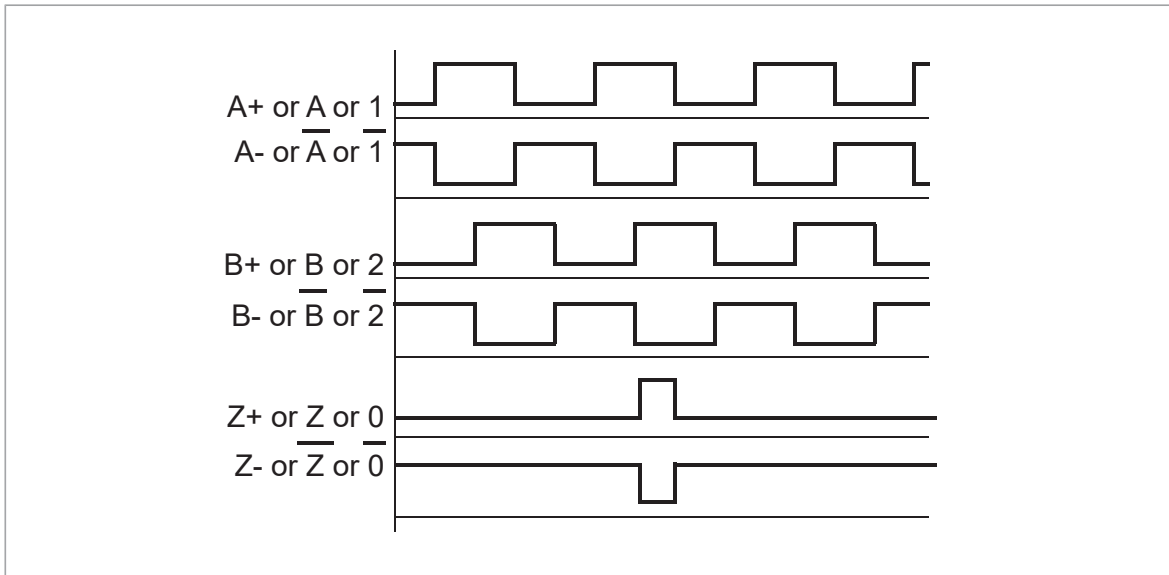 A+ or A or 1
A- or A̅ or 1̅
B+ or B or 2
B- or B̅ or 2̅
Z+ or Z or 0
Z- or Z̅ or 0̅